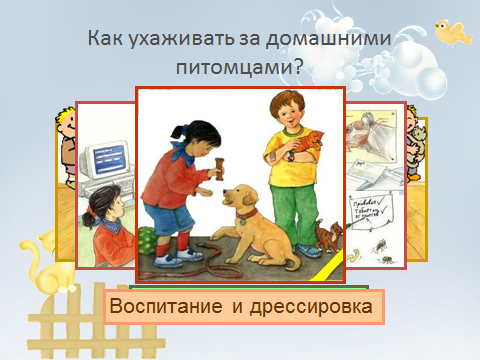 Как ухаживать за домашними
питомцами?
Воспитание и дрессировка